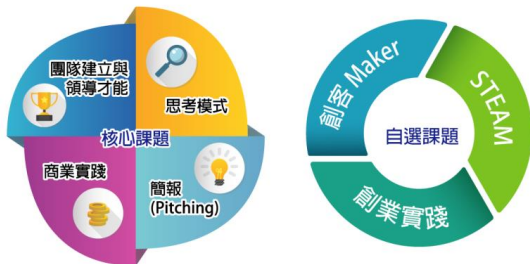 團隊建立與
領導才能
思考模式
核心課題
商業實踐
簡報
(Pitching)
創客 Maker
STEAM
自選課題
創業實踐